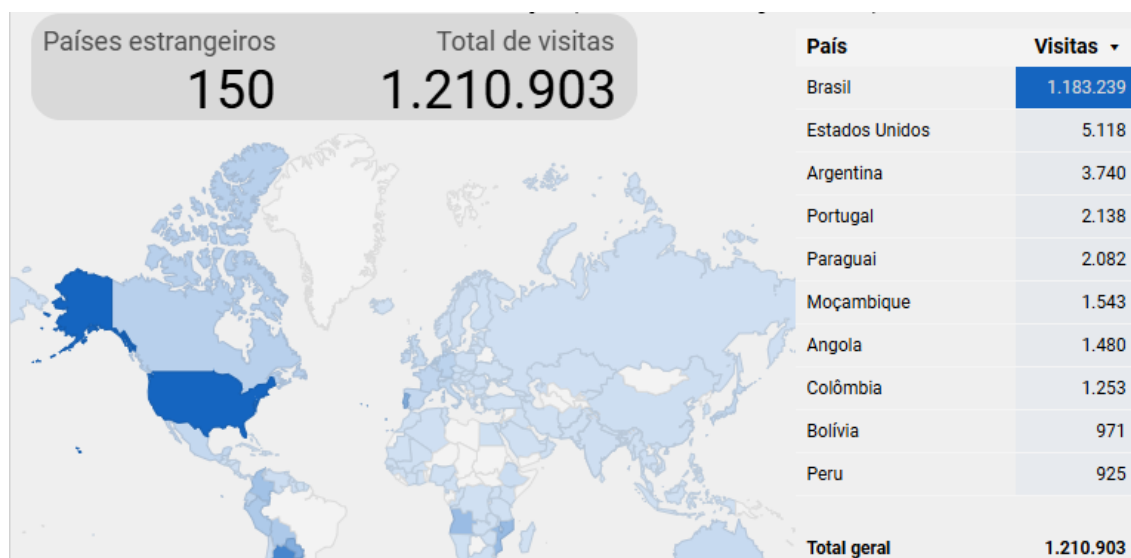 Países estrangeiros
150
Total de visitas
1.210.903
País Visitas
Brasil 1.183.239
Estados Unidos 5.118
Argentina 3.740
Portugal 2.138
Paraguai 2.082
Moçambique 1.543
Angola 1.480
Colômbia 1.253
Bolívia 971
Peru 925
Total geral 1.210.903